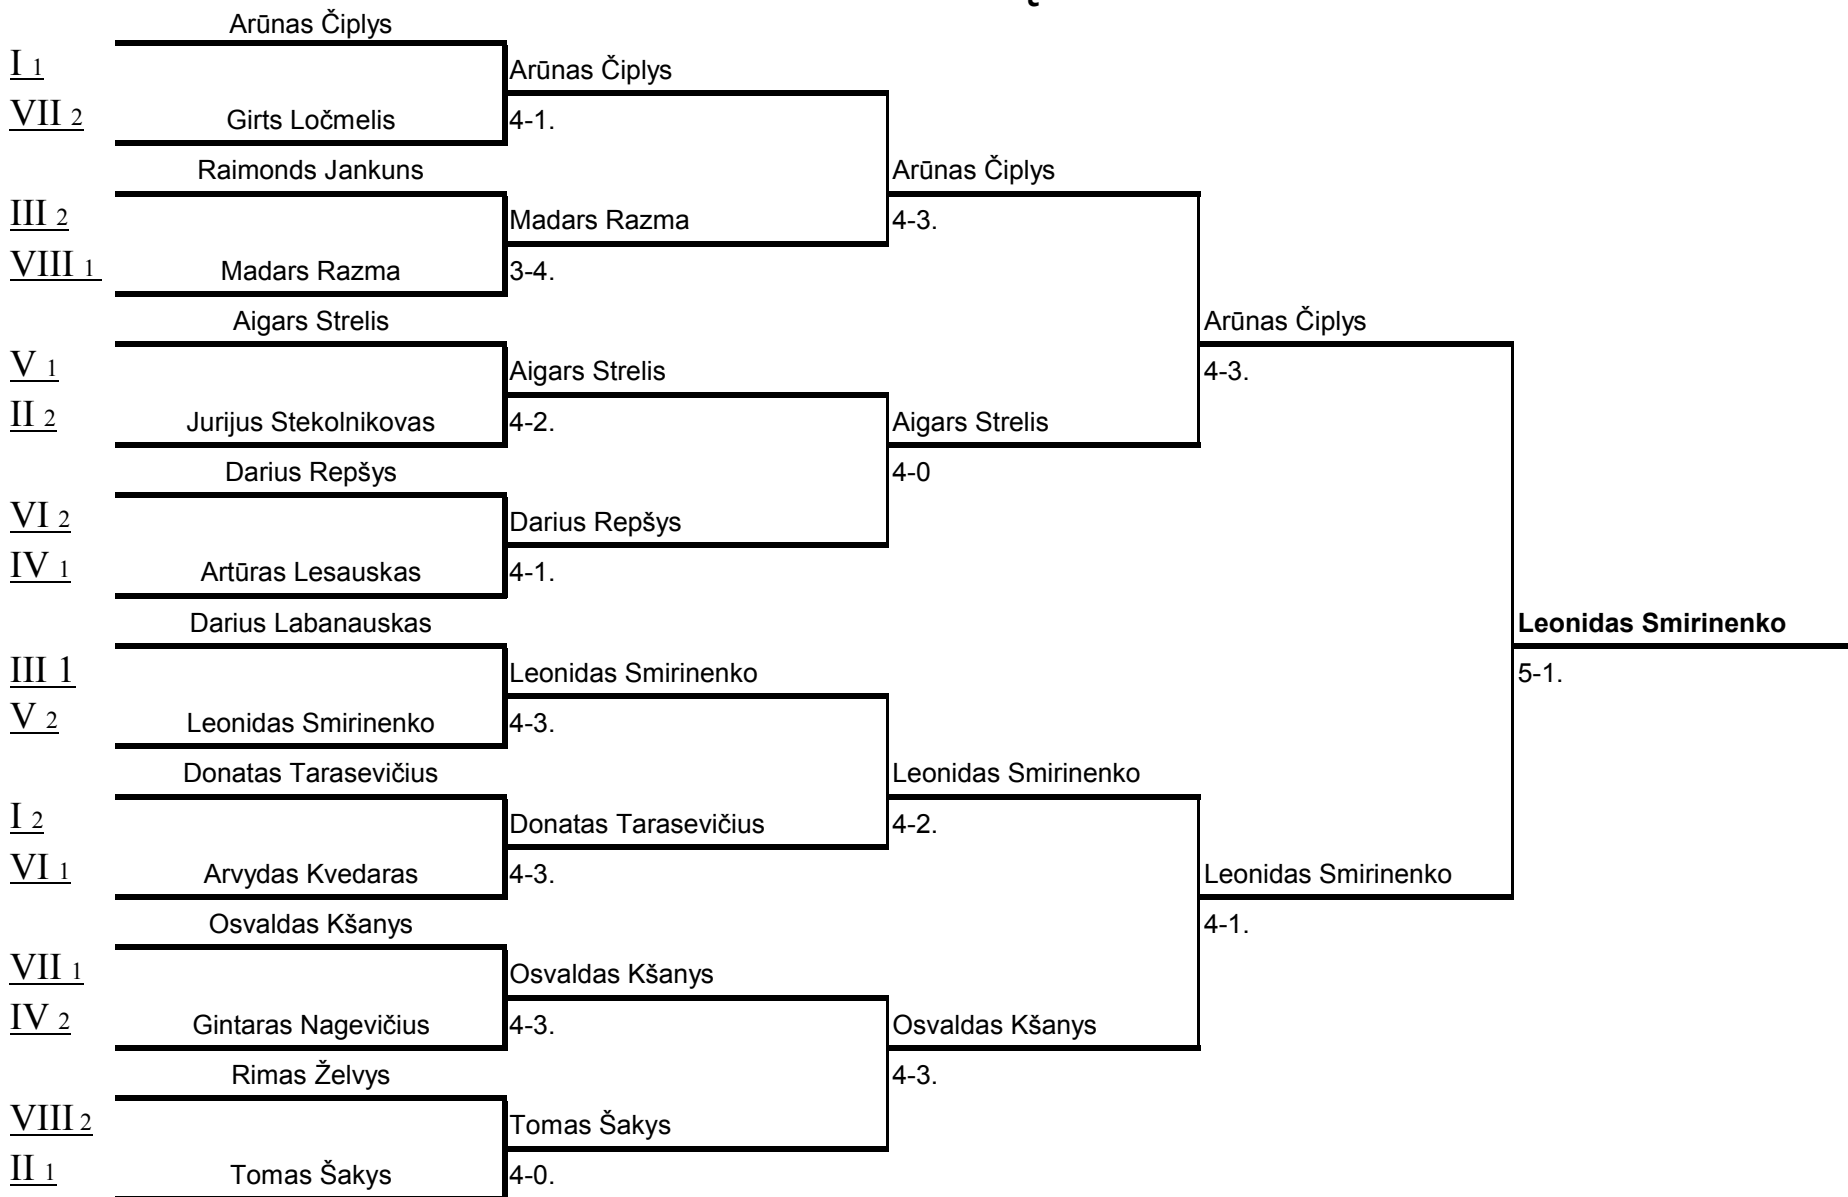 Arūnas Čiplys
I 1
Arūnas Čiplys
VII 2
Girts Ločmelis
4-1.
Raimonds Jankuns
Arūnas Čiplys
III 2
Madars Razma
4-3.
VIII 1
Madars Razma
3-4.
Aigars Strelis
Arūnas Čiplys
V 1
Aigars Strelis
4-3.
II 2
Jurijus Stekolnikovas
4-2.
Aigars Strelis
Darius Repšys
4-0
VI 2
Darius Repšys
IV 1
Artūras Lesauskas
4-1.
Darius Labanauskas
Leonidas Smirinenko
III 1
Leonidas Smirinenko
5-1.
V 2
Leonidas Smirinenko
4-3.
Donatas Tarasevičius
Leonidas Smirinenko
I 2
Donatas Tarasevičius
4-2.
VI 1
Arvydas Kvedaras
4-3.
Leonidas Smirinenko
Osvaldas Kšanys
4-1.
VII 1
Osvaldas Kšanys
IV 2
Gintaras Nagevičius
4-3.
Osvaldas Kšanys
Rimas Želvys
4-3.
VIII 2
Tomas Šakys
II 1
Tomas Šakys
4-0.